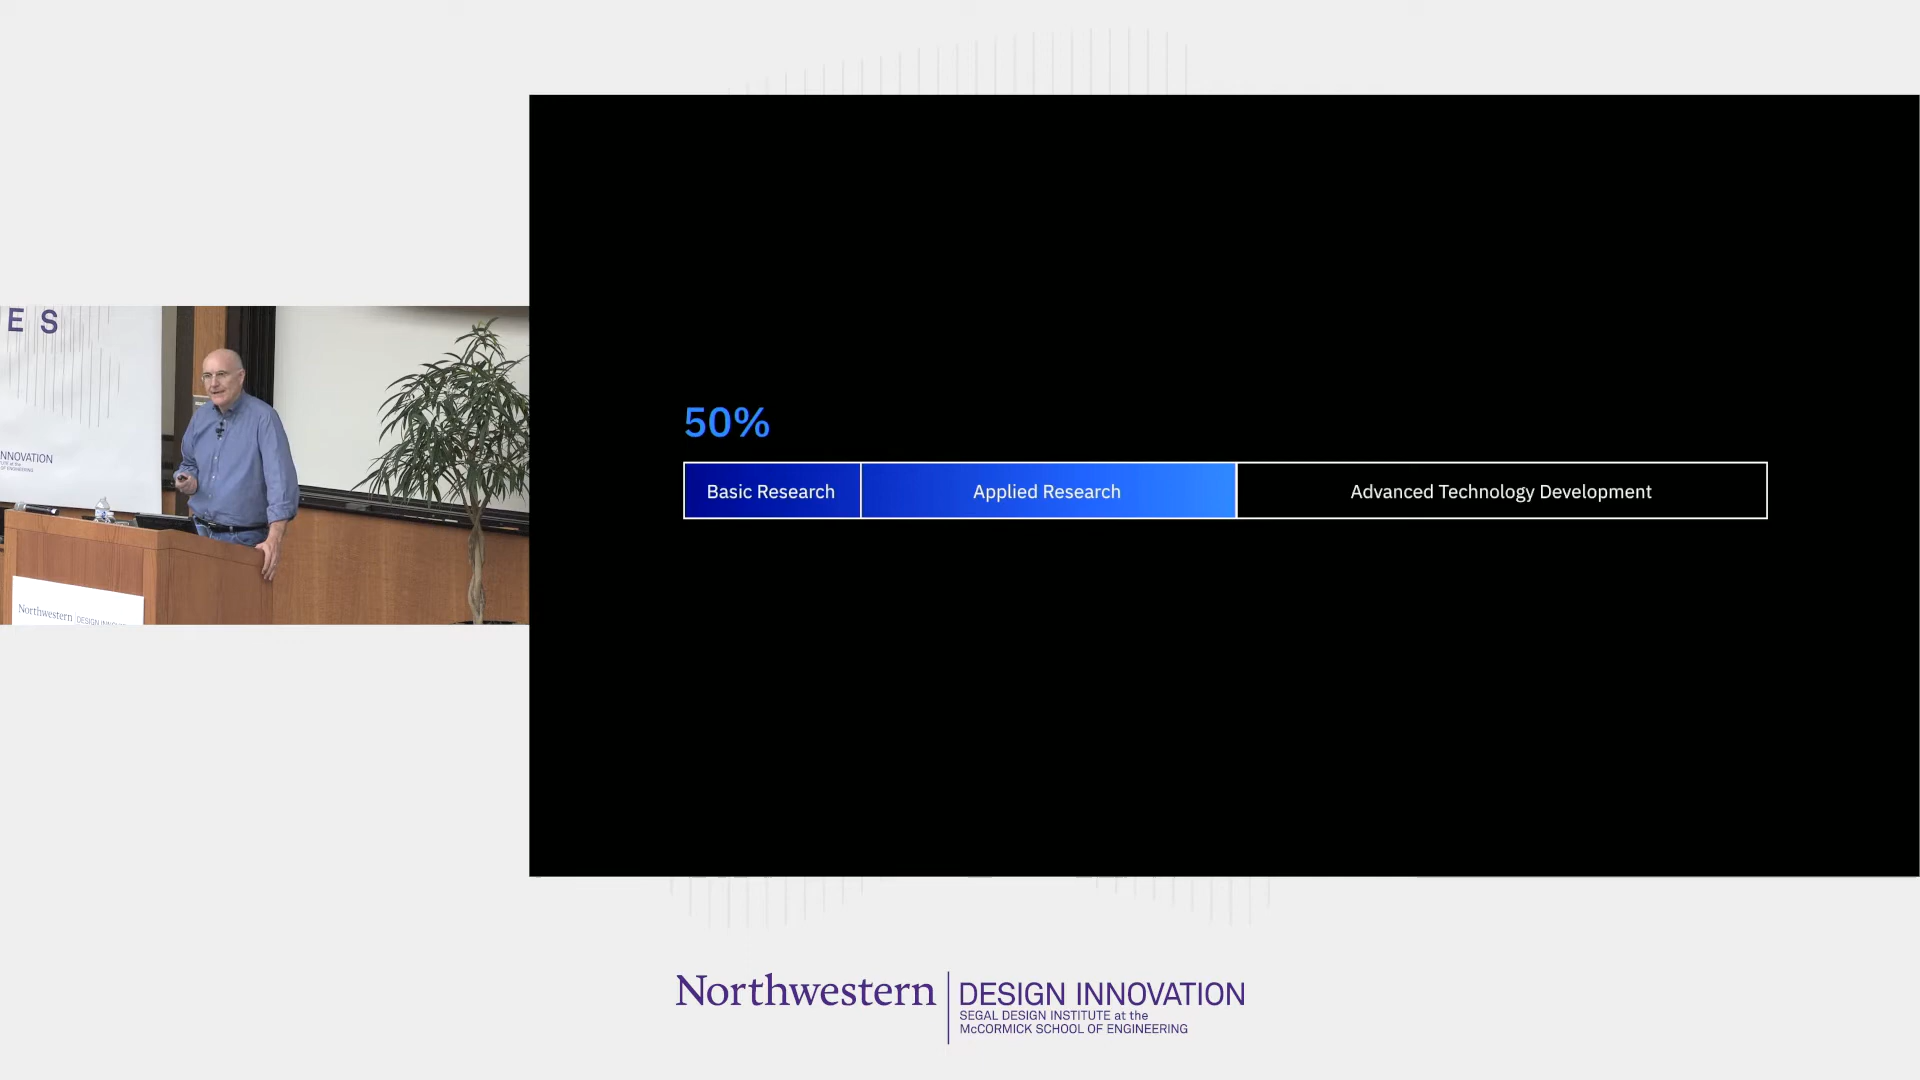 ES
NNOVATION
Northwestern
50%
Basic Research
Applied Research
Advanced Technology Development
Northwestern
DESIGN INNOVATION
SEGAL DESIGN INSTITUTE at the
McCORMICK SCHOOL OF ENGINEERING